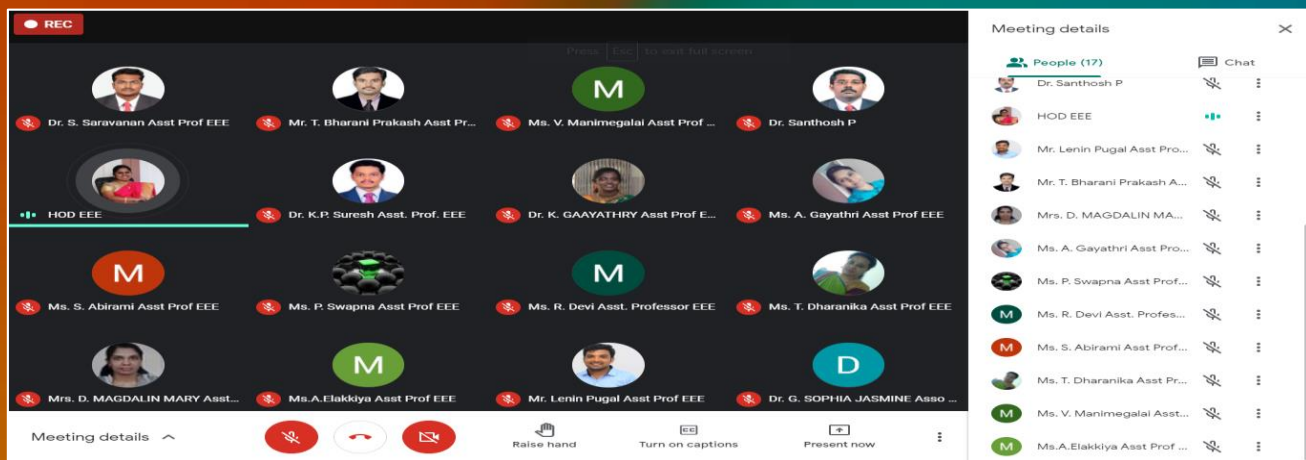 REC
Press Esc to exit full screen
Dr. S. Saravanan Asst Prof EEE
Mr. T. Bharani Prakash Asst Pr...
M
Ms. V. Manimegalai Asst Prof ...
Dr. Santhosh P
HOD EEE
Dr. K.P. Suresh Asst. Prof. EEE
Dr. K. GAAYATHRY Asst Prof E...
Ms. A. Gayathri Asst Prof EEE
M
Ms. S. Abirami Asst Prof EEE
Ms. P. Swapna Asst Prof EEE
M
Ms. R. Devi Asst. Professor EEE
Ms. T. Dharanika Asst Prof EEE
Mrs. D. MAGDALIN MARY Asst...
M
Ms.A.Elakkiya Asst Prof EEE
Mr. Lenin Pugal Asst Prof EEE
D
Dr. G. SOPHIA JASMINE Asso ...
Meeting details
Raise hand
CC
Turn on captions
Present now
Meeting details
People (17)
Chat
Dr. Santhosh P
HOD EEE
Mr. Lenin Pugal Asst Pro...
Mr. T. Bharani Prakash A...
Mrs. D. MAGDALIN MA...
Ms. A. Gayathri Asst Pro...
Ms. P. Swapna Asst Prof...
M
Ms. R. Devi Asst. Profes...
M
Ms. S. Abirami Asst Prof...
Ms. T. Dharanika Asst Pr...
M
Ms. V. Manimegalai Asst...
M
Ms.A.Elakkiya Asst Prof ...